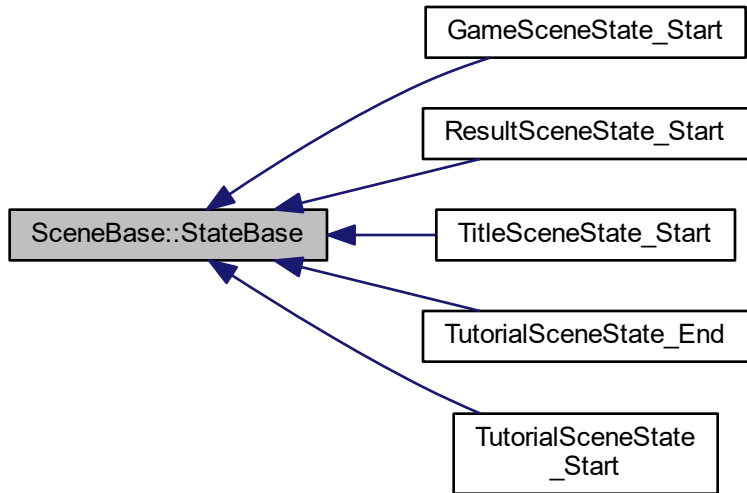 GameSceneState_Start
ResultSceneState_Start
SceneBase::StateBase
TitleSceneState_Start
TutorialSceneState_End
TutorialSceneState
_Start